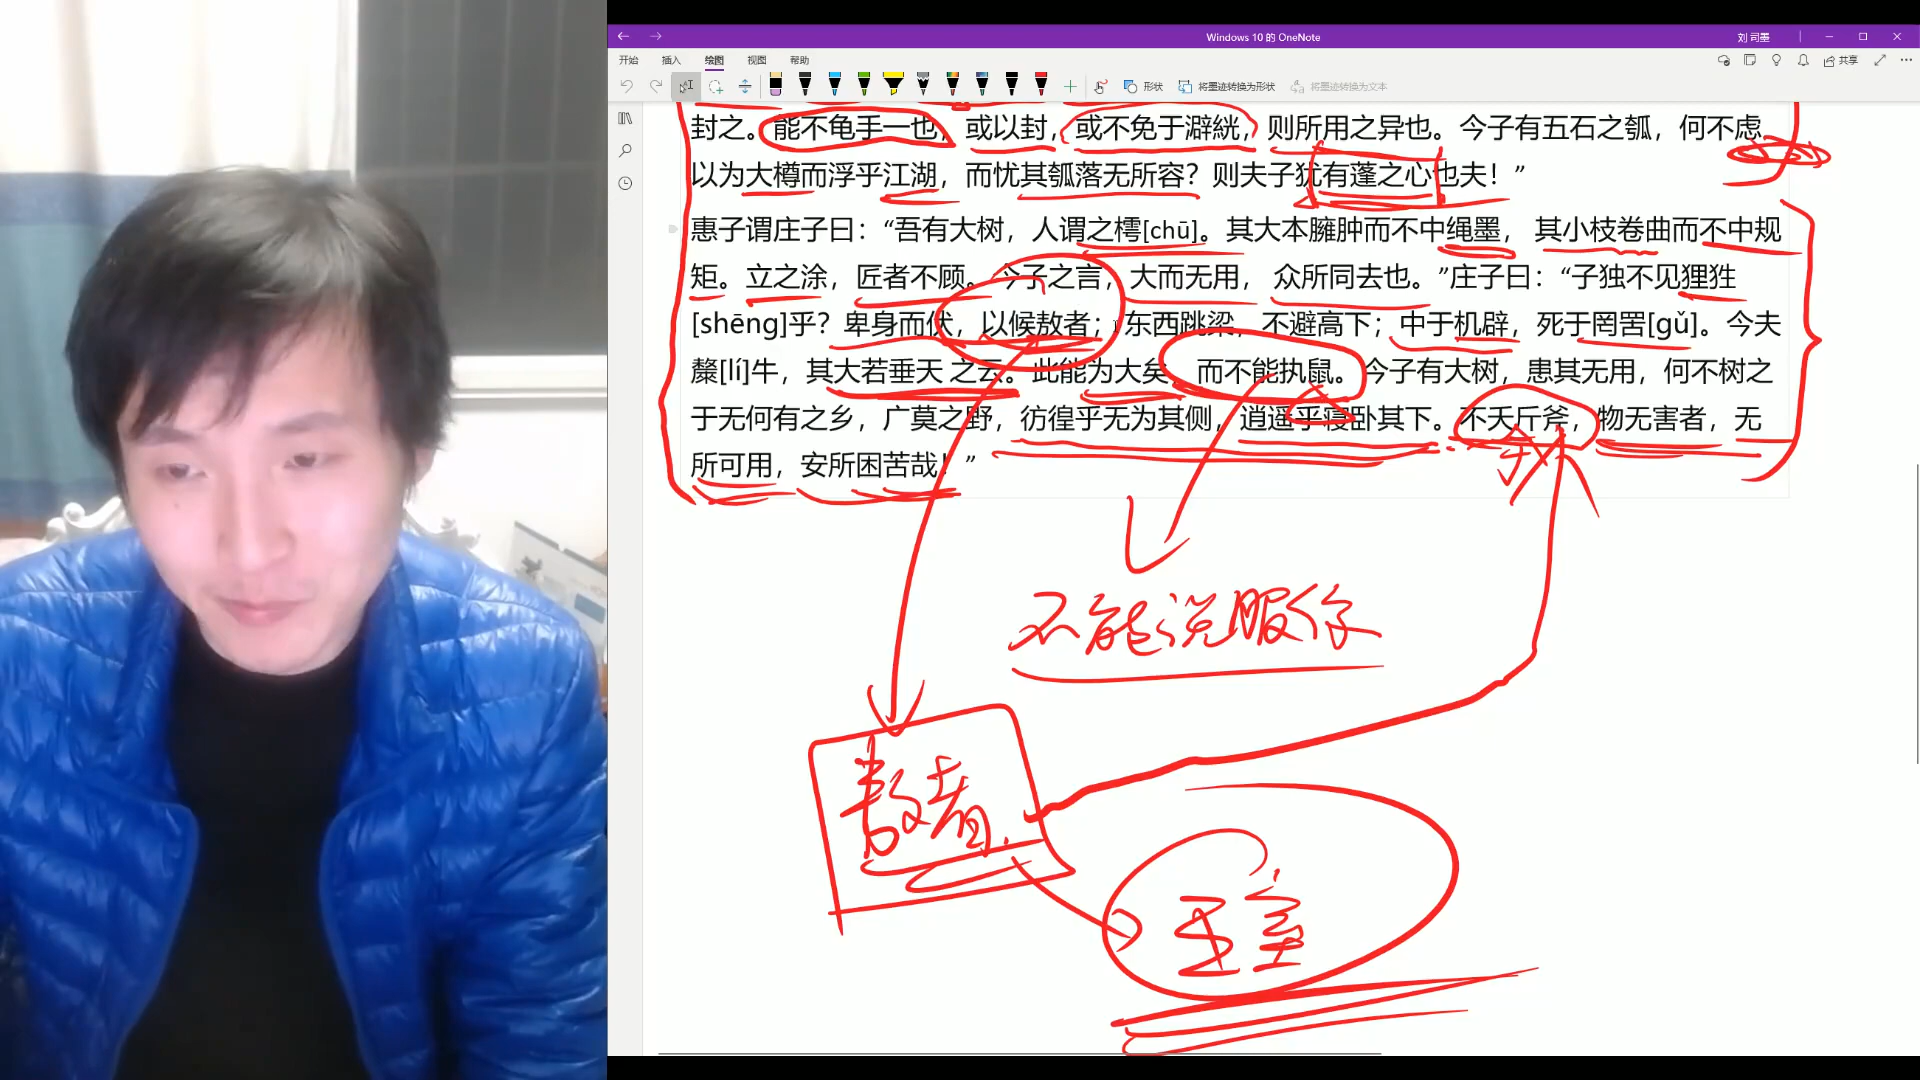 Windows 10 的 OneNote
刘 司墨
开始 插入 绘图 视图 帮助
共享
形状 将墨迹转换为形状 将墨迹转换为文本
封之。能不龟手一也，或以封，或不免于澼絖，则所用之异也。今子有五石之瓠，何不虑
以为大樽而浮乎江湖，而忧其瓠落无所容？则夫子犹有蓬之心也夫！”
惠子谓庄子曰：“吾有大树，人谓之樗[chū]。其大本臃肿而不中绳墨， 其小枝卷曲而不中规
矩。立之涂，匠者不顾。今子之言，大而无用，众所同去也。”庄子曰：“子独不见狸狌
[shēng]乎？卑身而伏，以候敖者；东西跳梁，不避高下；中于机辟，死于罔罟[gǔ]。今夫
斄[lí]牛，其大若垂天 之云。此能为大矣，而不能执鼠。今子有大树，患其无用，何不树之
于无何有之乡，广莫之野，彷徨乎无为其侧，逍遥乎寝卧其下。不夭斤斧，物无害者，无
所可用，安所困苦哉！”
不能说服你
敖者